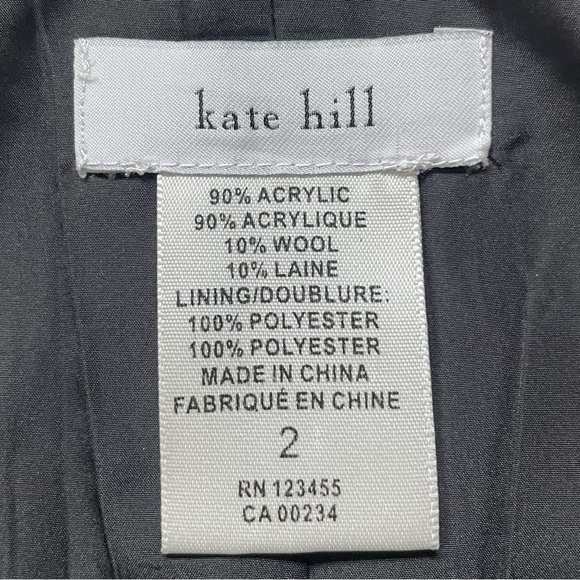 kate hill
90% ACRYLIC
90% ACRYLIQUE
10% WOOL
10% LAINE
LINING/DOUBLURE:
100% POLYESTER
100% POLYESTER
MADE IN CHINA
FABRIQUÉ EN CHINE
2
RN 123455
CA 00234